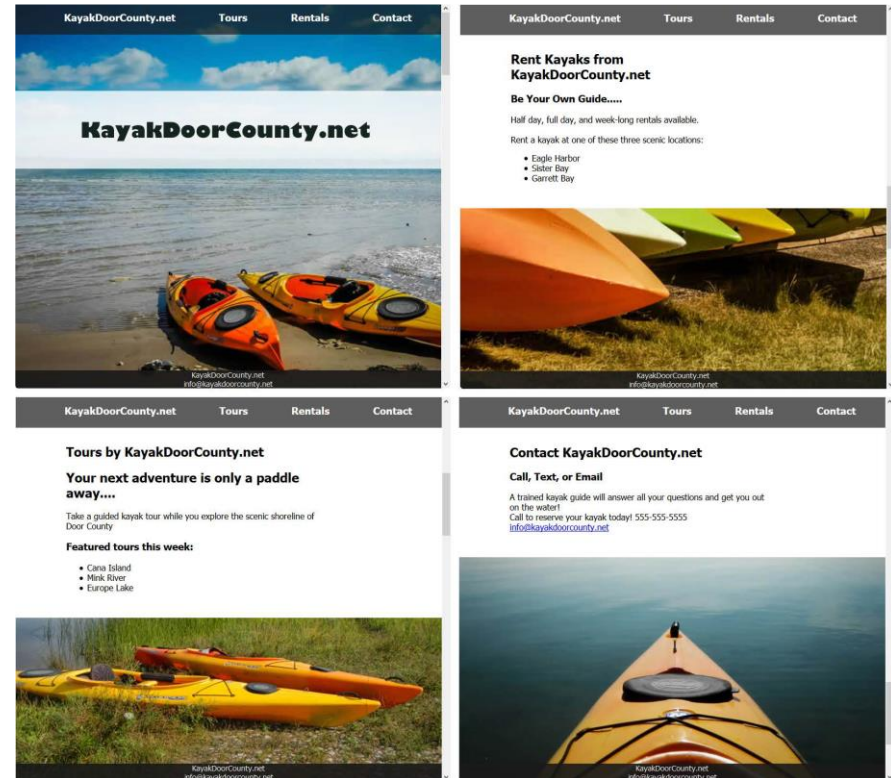 KayakDoorCounty.net Tours Rentals Contact
KayakDoorCounty.net
KayakDoorCounty.net
info@kayakdoorcounty.net
KayakDoorCounty.net Tours Rentals Contact
Rent Kayaks from
KayakDoorCounty.net
Be Your Own Guide.....
Half day, full day, and week-long rentals available.
Rent a kayak at one of these three scenic locations:
• Eagle Harbor
• Sister Bay
• Garrett Bay
KayakDoorCounty.net
info@kayakdoorcounty.net
KayakDoorCounty.net Tours Rentals Contact
Tours by KayakDoorCounty.net
Your next adventure is only a paddle
away....
Take a guided kayak tour while you explore the scenic shoreline of
Door County
Featured tours this week:
• Cana Island
• Mink River
• Europe Lake
KayakDoorCounty.net
info@kayakdoorcounty.net
KayakDoorCounty.net Tours Rentals Contact
Contact KayakDoorCounty.net
Call, Text, or Email
A trained kayak guide will answer all your questions and get you out
on the water!
Call to reserve your kayak today! 555-555-5555
info@kayakdoorcounty.net
KayakDoorCounty.net
info@kayakdoorcounty.net